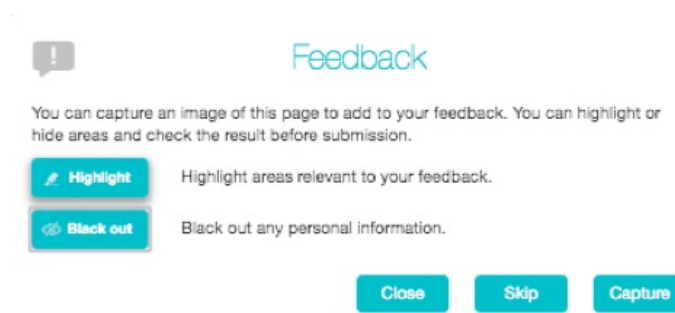 Feedback
You can capture an image of this page to add to your feedback. You can highlight or
hide areas and check the result before submission.
Highlight
Highlight areas relevant to your feedback.
Black out
Black out any personal information.
Close
Skip
Capture